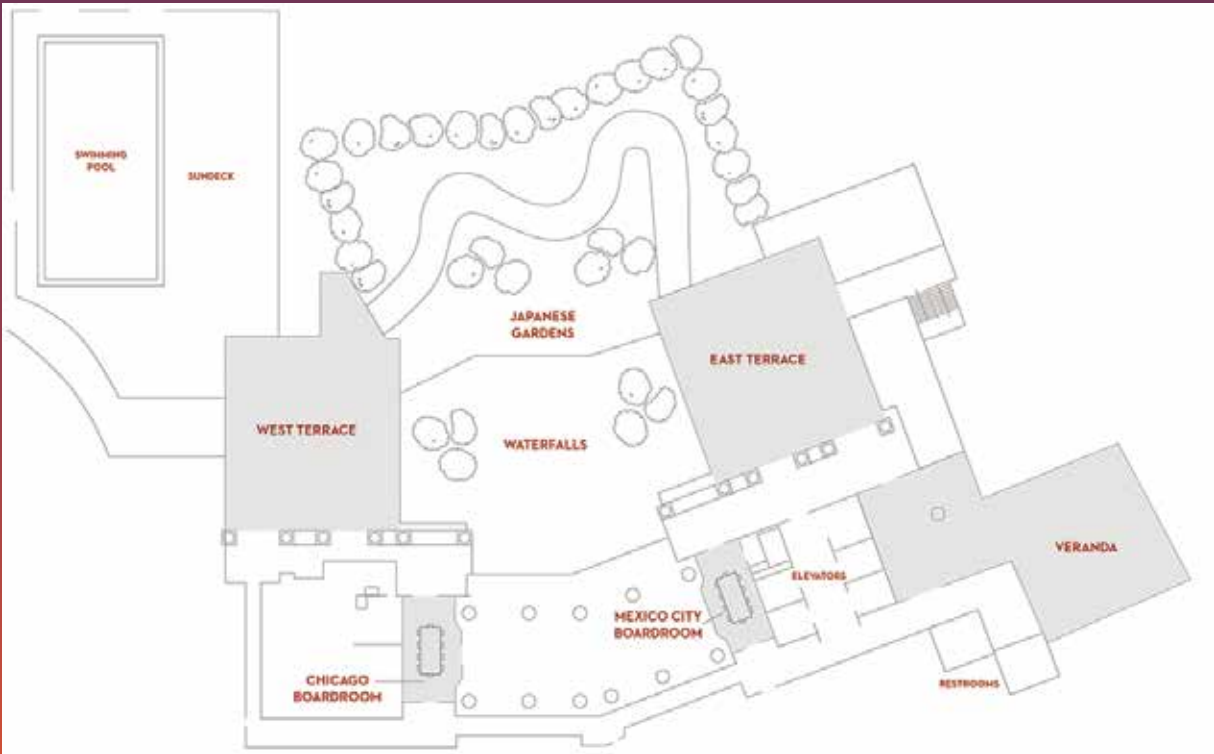 SWIMMING
POOL
SUNDECK
JAPANESE
GARDENS
EAST TERRACE
WEST TERRACE
WATERFALLS
VERANDA
ELEVATORS
MEXICO CITY
BOARDROOM
CHICAGO
BOARDROOM
RESTROOMS